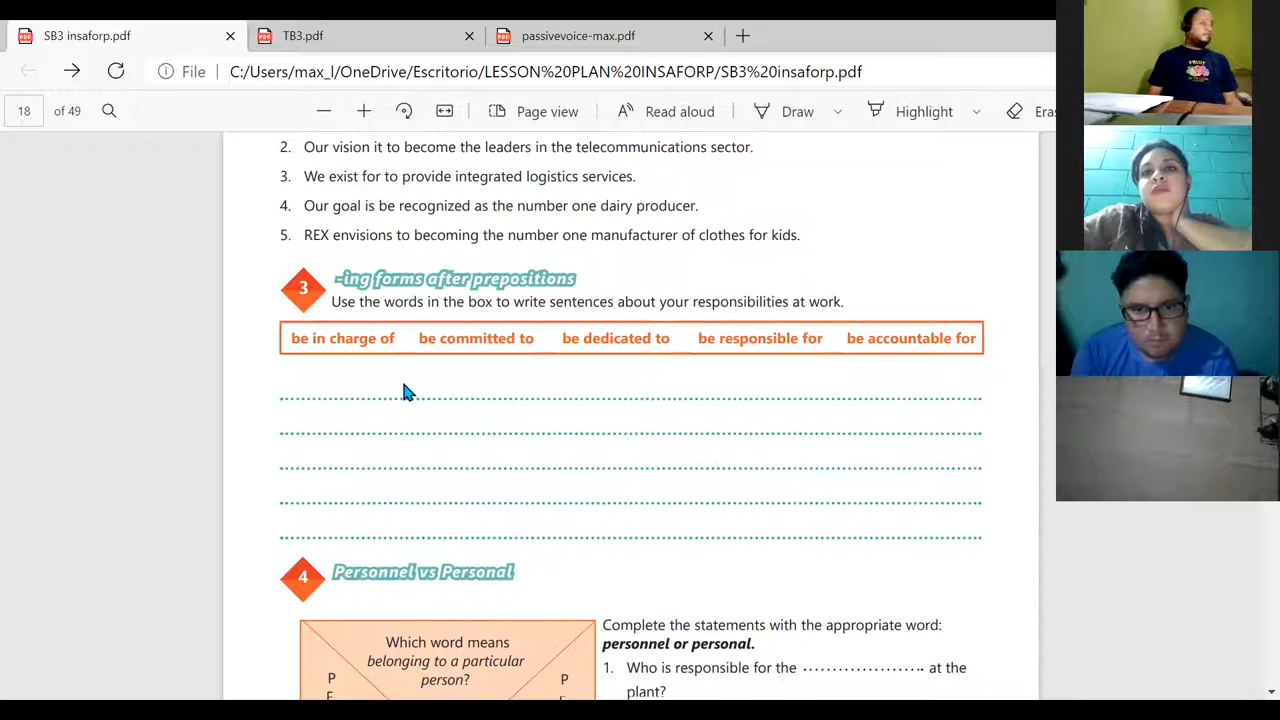 SB3 insaforp.pdf
TB3.pdf
passivevoice-max.pdf
File
C:/Users/max_l/OneDrive/Escritorio/LESSON%20PLAN%20INSAFORP/SB3%20insaforp.pdf
18 of 49
Page view
Read aloud
Draw
Highlight
Eras
2. Our vision it to become the leaders in the telecommunications sector.
3. We exist for to provide integrated logistics services.
4. Our goal is be recognized as the number one dairy producer.
5. REX envisions to becoming the number one manufacturer of clothes for kids.
3
-ing forms after prepositions
Use the words in the box to write sentences about your responsibilities at work.
be in charge of be committed to be dedicated to be responsible for be accountable for
4
Personnel vs Personal
Which word means
belonging to a particular
person?
P
P
Complete the statements with the appropriate word:
personnel or personal.
1. Who is responsible for the .................... at the
plant?
FRUIT